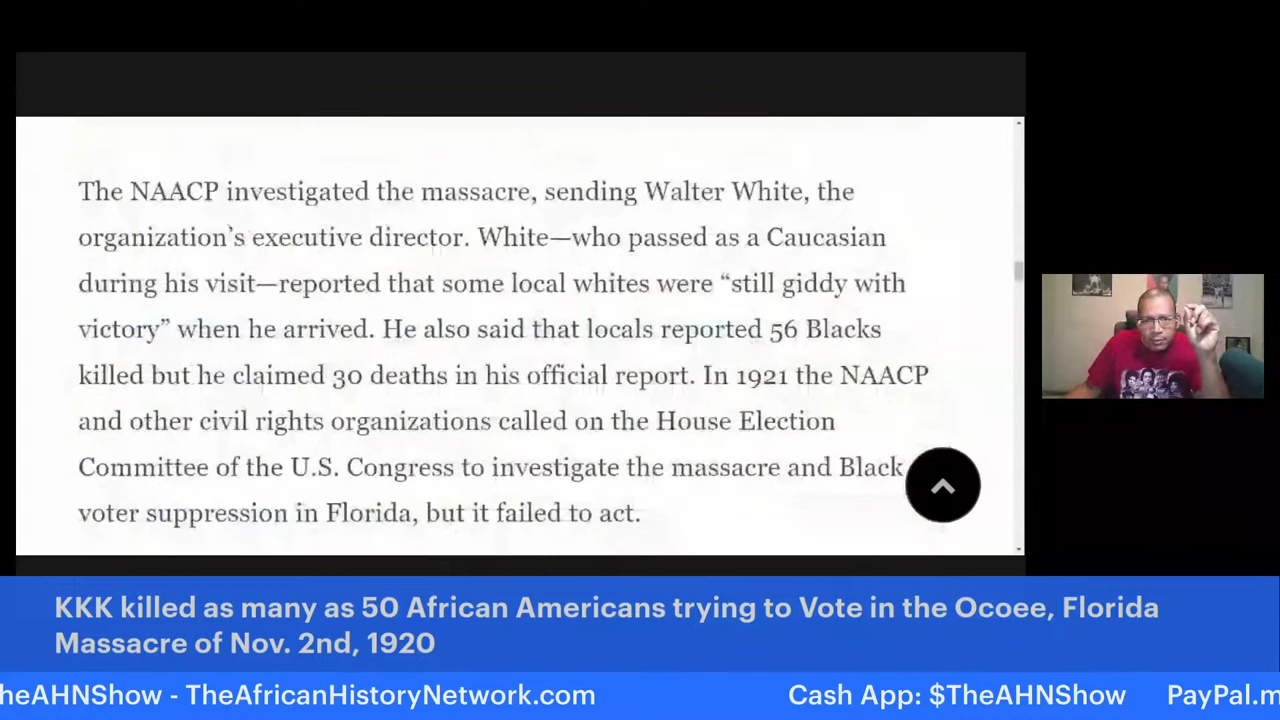 The NAACP investigated the massacre, sending Walter White, the
organization’s executive director. White—who passed as a Caucasian
during his visit—reported that some local whites were “still giddy with
victory” when he arrived. He also said that locals reported 56 Blacks
killed but he claimed 30 deaths in his official report. In 1921 the NAACP
and other civil rights organizations called on the House Election
Committee of the U.S. Congress to investigate the massacre and Black
voter suppression in Florida, but it failed to act.
KKK killed as many as 50 African Americans trying to Vote in the Ocoee, Florida
Massacre of Nov. 2nd, 1920
heAHNShow - TheAfricanHistoryNetwork.com Cash App: $TheAHNShow PayPal.m